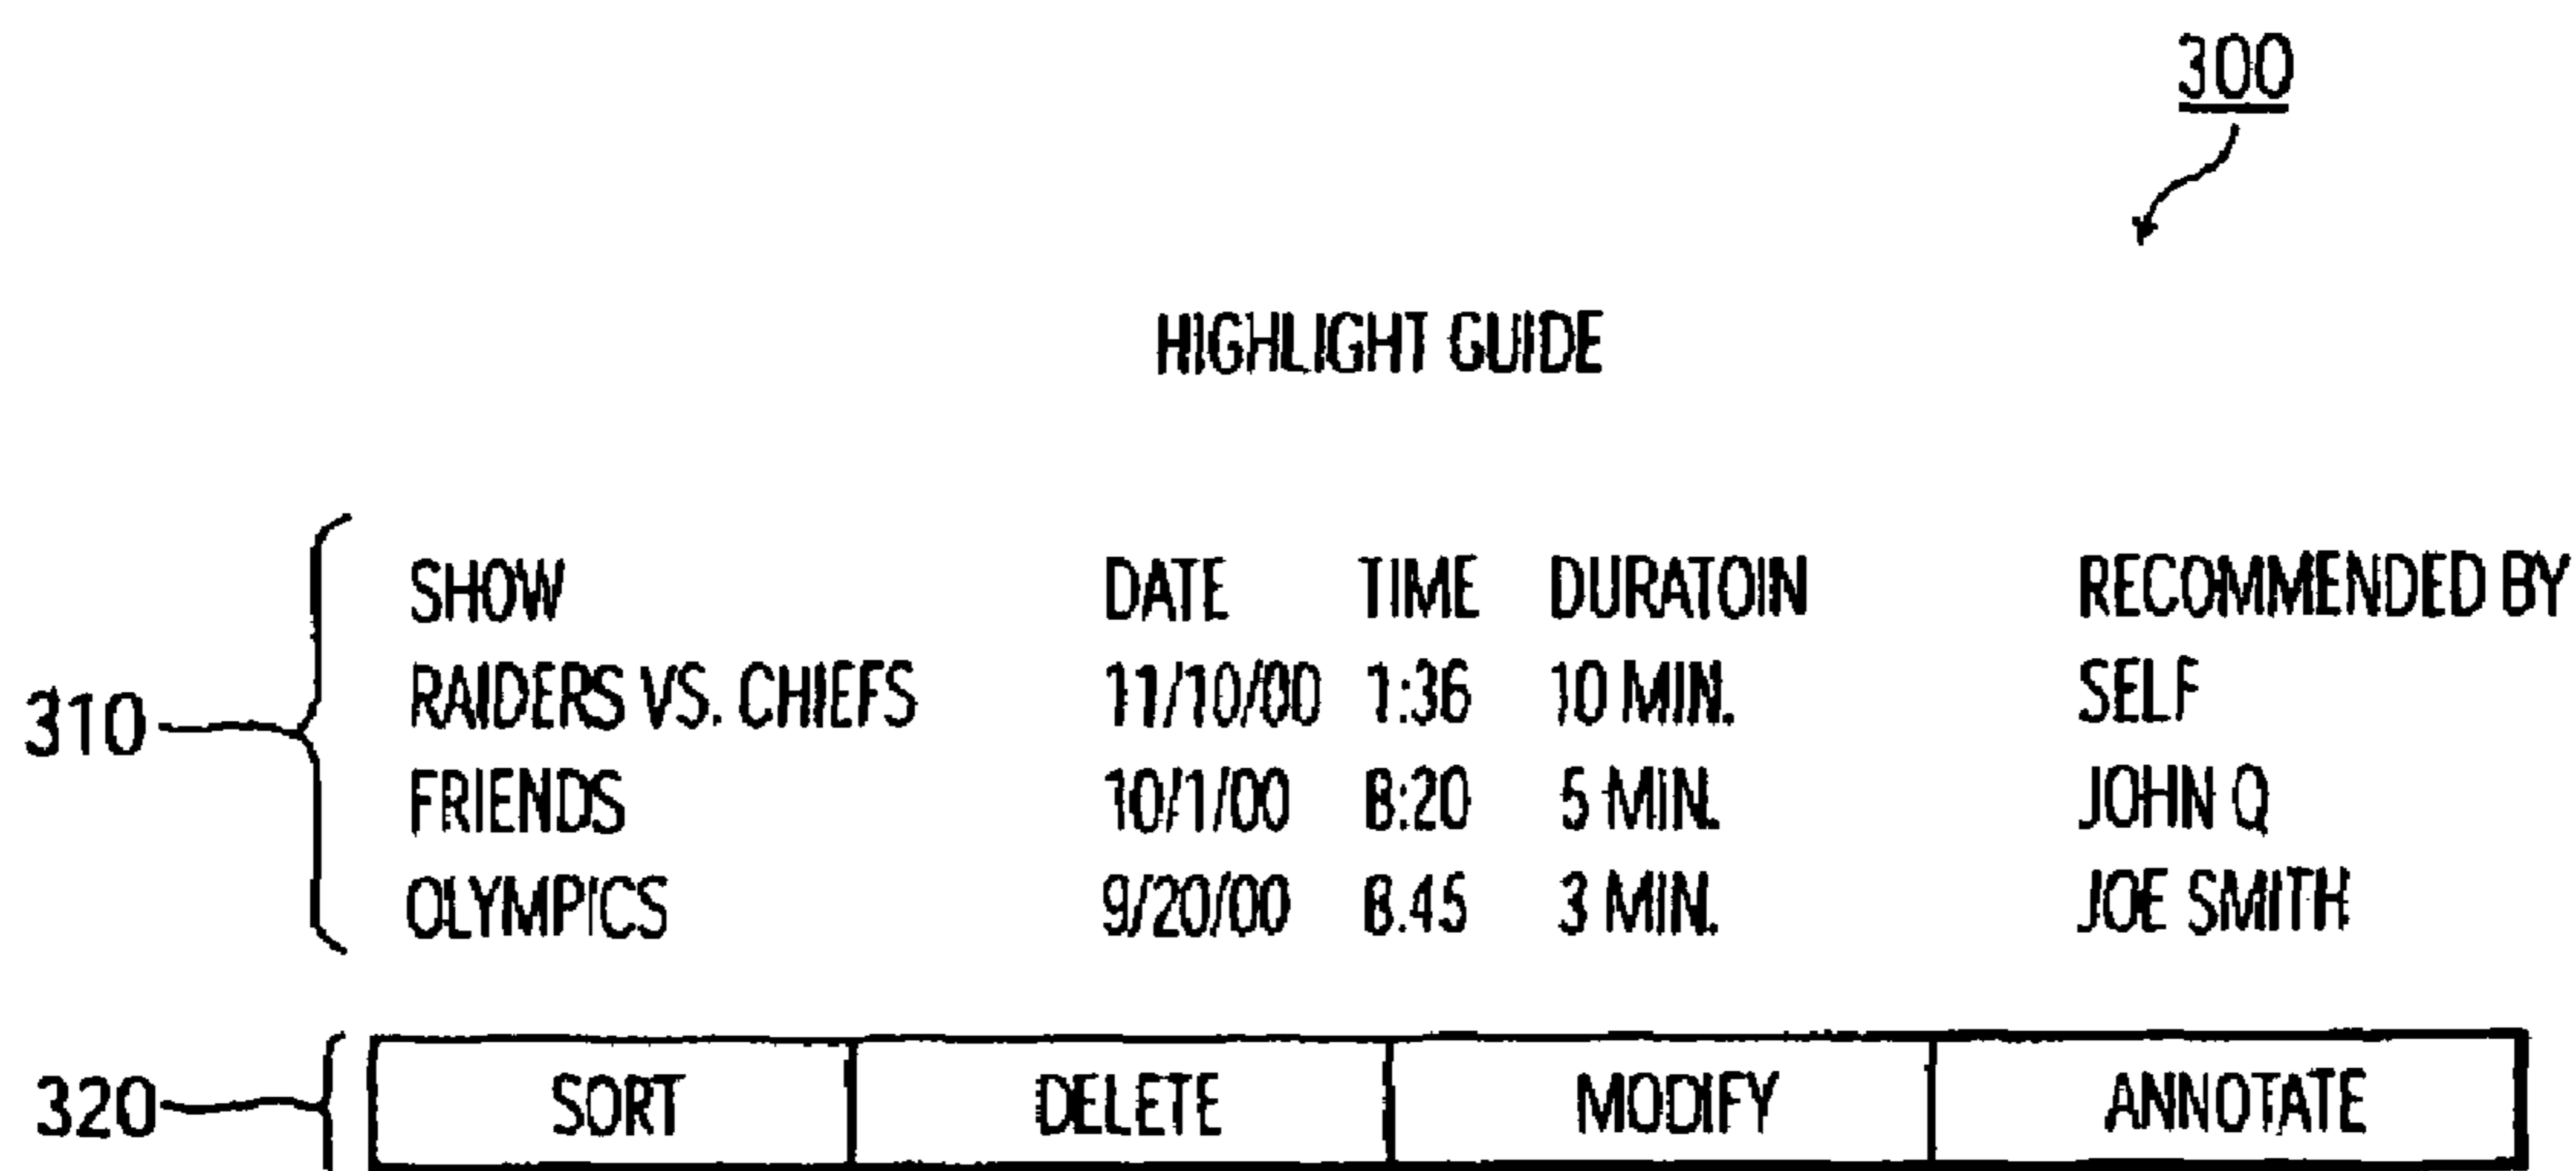 300
HIGHLIGHT GUIDE
SHOW DATE TIME DURATOIN RECOMMENDED BY
310 RAIDERS VS. CHIEFS 11/10/00 1:36 10 MIN. SELF
FRIENDS 10/1/00 8:20 5 MIN. JOHN Q
OLYMPICS 9/20/00 8.45 3 MIN. JOE SMITH
320 SORT DELETE MODIFY ANNOTATE